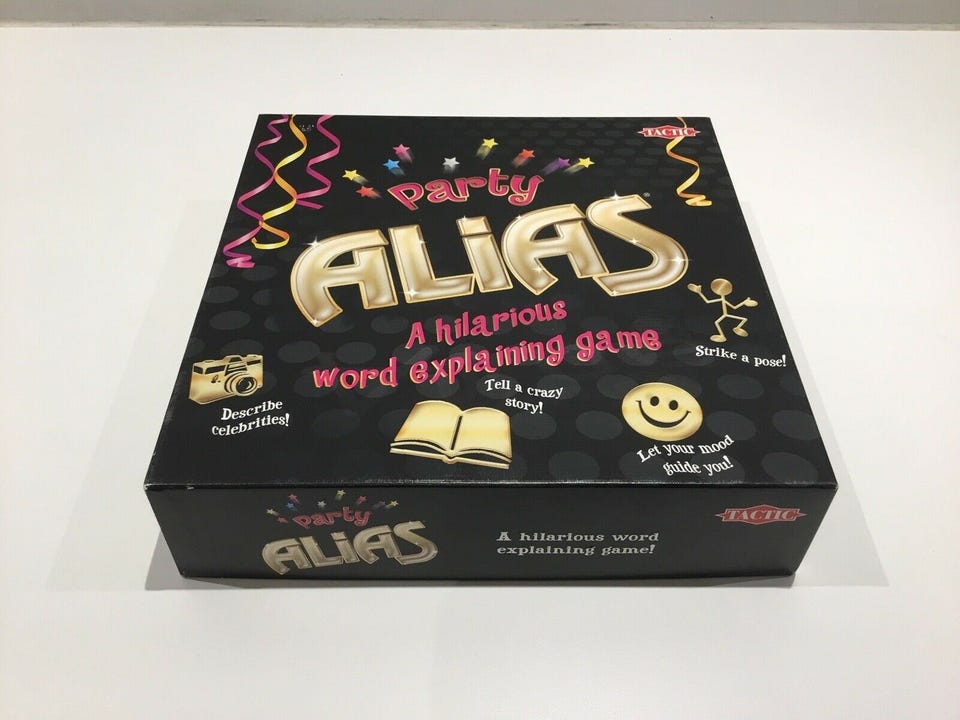 TACTIC
Party
ALiAS®
A hilarious
word explaining game
Strike a pose!
Tell a crazy
story!
Describe
celebrities!
Let your mood
guide you!
Party
ALiAS
A hilarious word
explaining game!
TACTIC